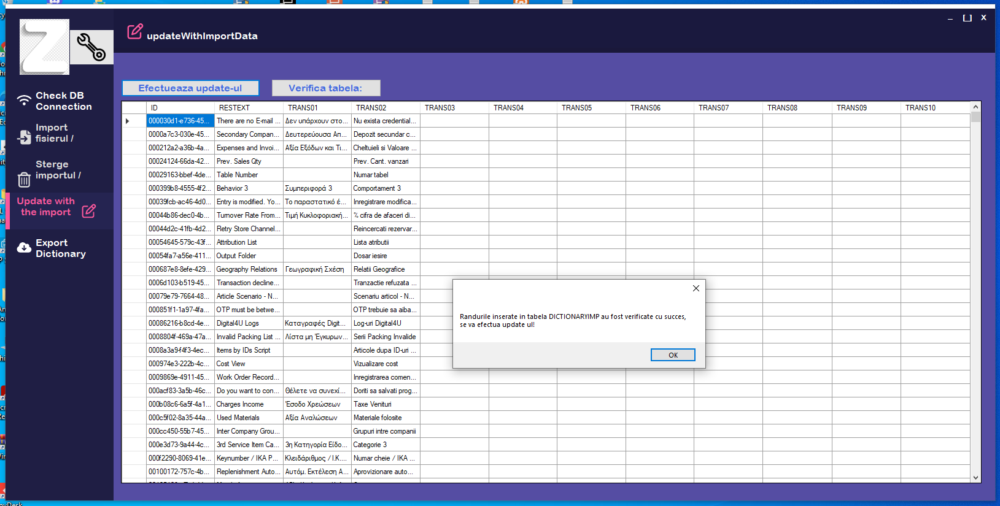 updateWithImportData
Check DB
Connection
Import
fisierul /
Sterge
importul /
Update with
the import
Export
Dictionary
Efectueaza update-ul
Verifica tabela:
ID RESTEXT TRANS01 TRANS02 TRANS03 TRANS04 TRANS05 TRANS06 TRANS07 TRANS08 TRANS09 TRANS10
000030d1-e736-45... There are no E-mail ... Δεν υπάρχουν στο... Nu exista credential...
0000a7c3-030e-45... Secondary Compan... Δευτερεύουσα Απ... Depozit secundar c...
000212a2-a36b-4a... Expenses and Invoi... Αξία Εξόδων και Τι... Cheltuieli si Valoare ...
00024124-66da-42... Prev. Sales Qty Prev. Cant. vanzari
00029163-bbef-4de... Table Number Numar tabel
000399b8-4555-4f2... Behavior 3 Συμπεριφορά 3 Comportament 3
00039fcb-ac46-4d0... Entry is modified. Yo... Το παραστατικό έ... Inregistrare modifica...
00044b86-dec0-4b... Turnover Rate From... Τιμή Κυκλοφοριακή... % cifra de afaceri di...
00044d2c-41fb-4d2... Retry Store Channel... Reincercati rezervar...
00054645-579c-43f... Attribution List Lista atributii
00054fa7-a56e-411... Output Folder Dosar iesire
000687e8-8efe-429... Geography Relations Γεωγραφική Σχέση Relatii Geografice
0006d103-b519-45... Transaction decline... Tranzactie refuzata ...
00079e79-7664-48... Article Scenario - N... Scenariu articol - N...
000851f1-1a97-4fa... OTP must be betwe... OTP trebuie sa aiba...
00086216-b8cd-4e... Digital4U Logs Καταγραφές Digit... Log-uri Digital4U
0008804f-469a-47a... Invalid Packing List ... Λίστα μη Έγκυρων... Serii Packing Invalide
0008a3a9-f4f3-4ec... Items by IDs Script Articole dupa ID-uri ...
000974e3-222b-4c... Cost View Vizualizare cost
0009869e-4911-45... Work Order Record... Inregistrarea comen...
000acf83-3a5b-46c... Do you want to con... Θέλετε να συνεχί... Doriti sa salvati prog...
000b08c6-6a5f-4a1... Charges Income Έσοδο Χρεώσεων Taxe Venituri
000c5f02-8a35-44a... Used Materials Αξία Αναλώσεων Materiale folosite
000cc450-55b7-45... Inter Company Grou... Grupuri intre companii
000e3d73-9a44-4c... 3rd Service Item Ca... 3η Κατηγορία Είδο... Categorie 3
000f2290-8069-41e... Keynumber / IKA P... Κλειδάριθμος / Ι.Κ.... Numar cheie / IKA ...
00100172-757c-4b... Replenishment Auto... Αυτόμ. Εκτέλεση Α... Aprovizionare auto...
Randurile inserate in tabela DICTIONARYIMP au fost verificate cu succes,
se va efectua update ul!
OK